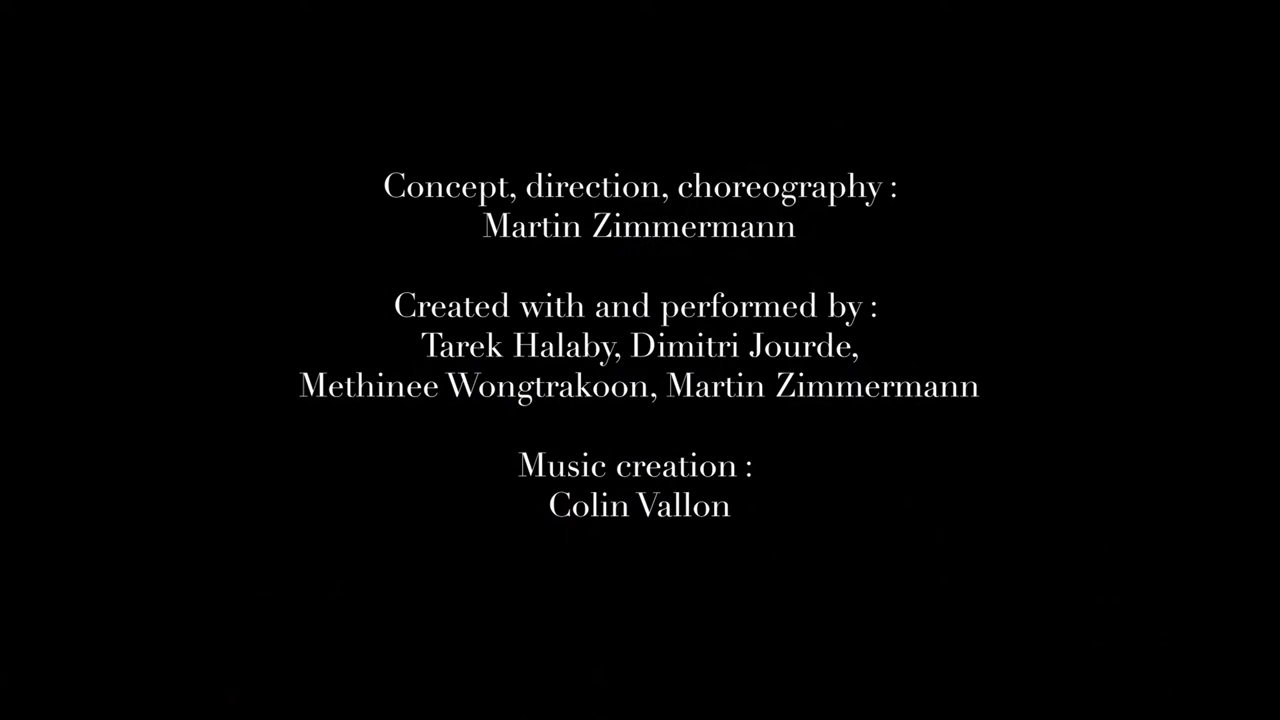 Concept, direction, choreography :
Martin Zimmermann
Created with and performed by :
Tarek Halaby, Dimitri Jourde,
Methinee Wongtrakoon, Martin Zimmermann
Music creation :
Colin Vallon